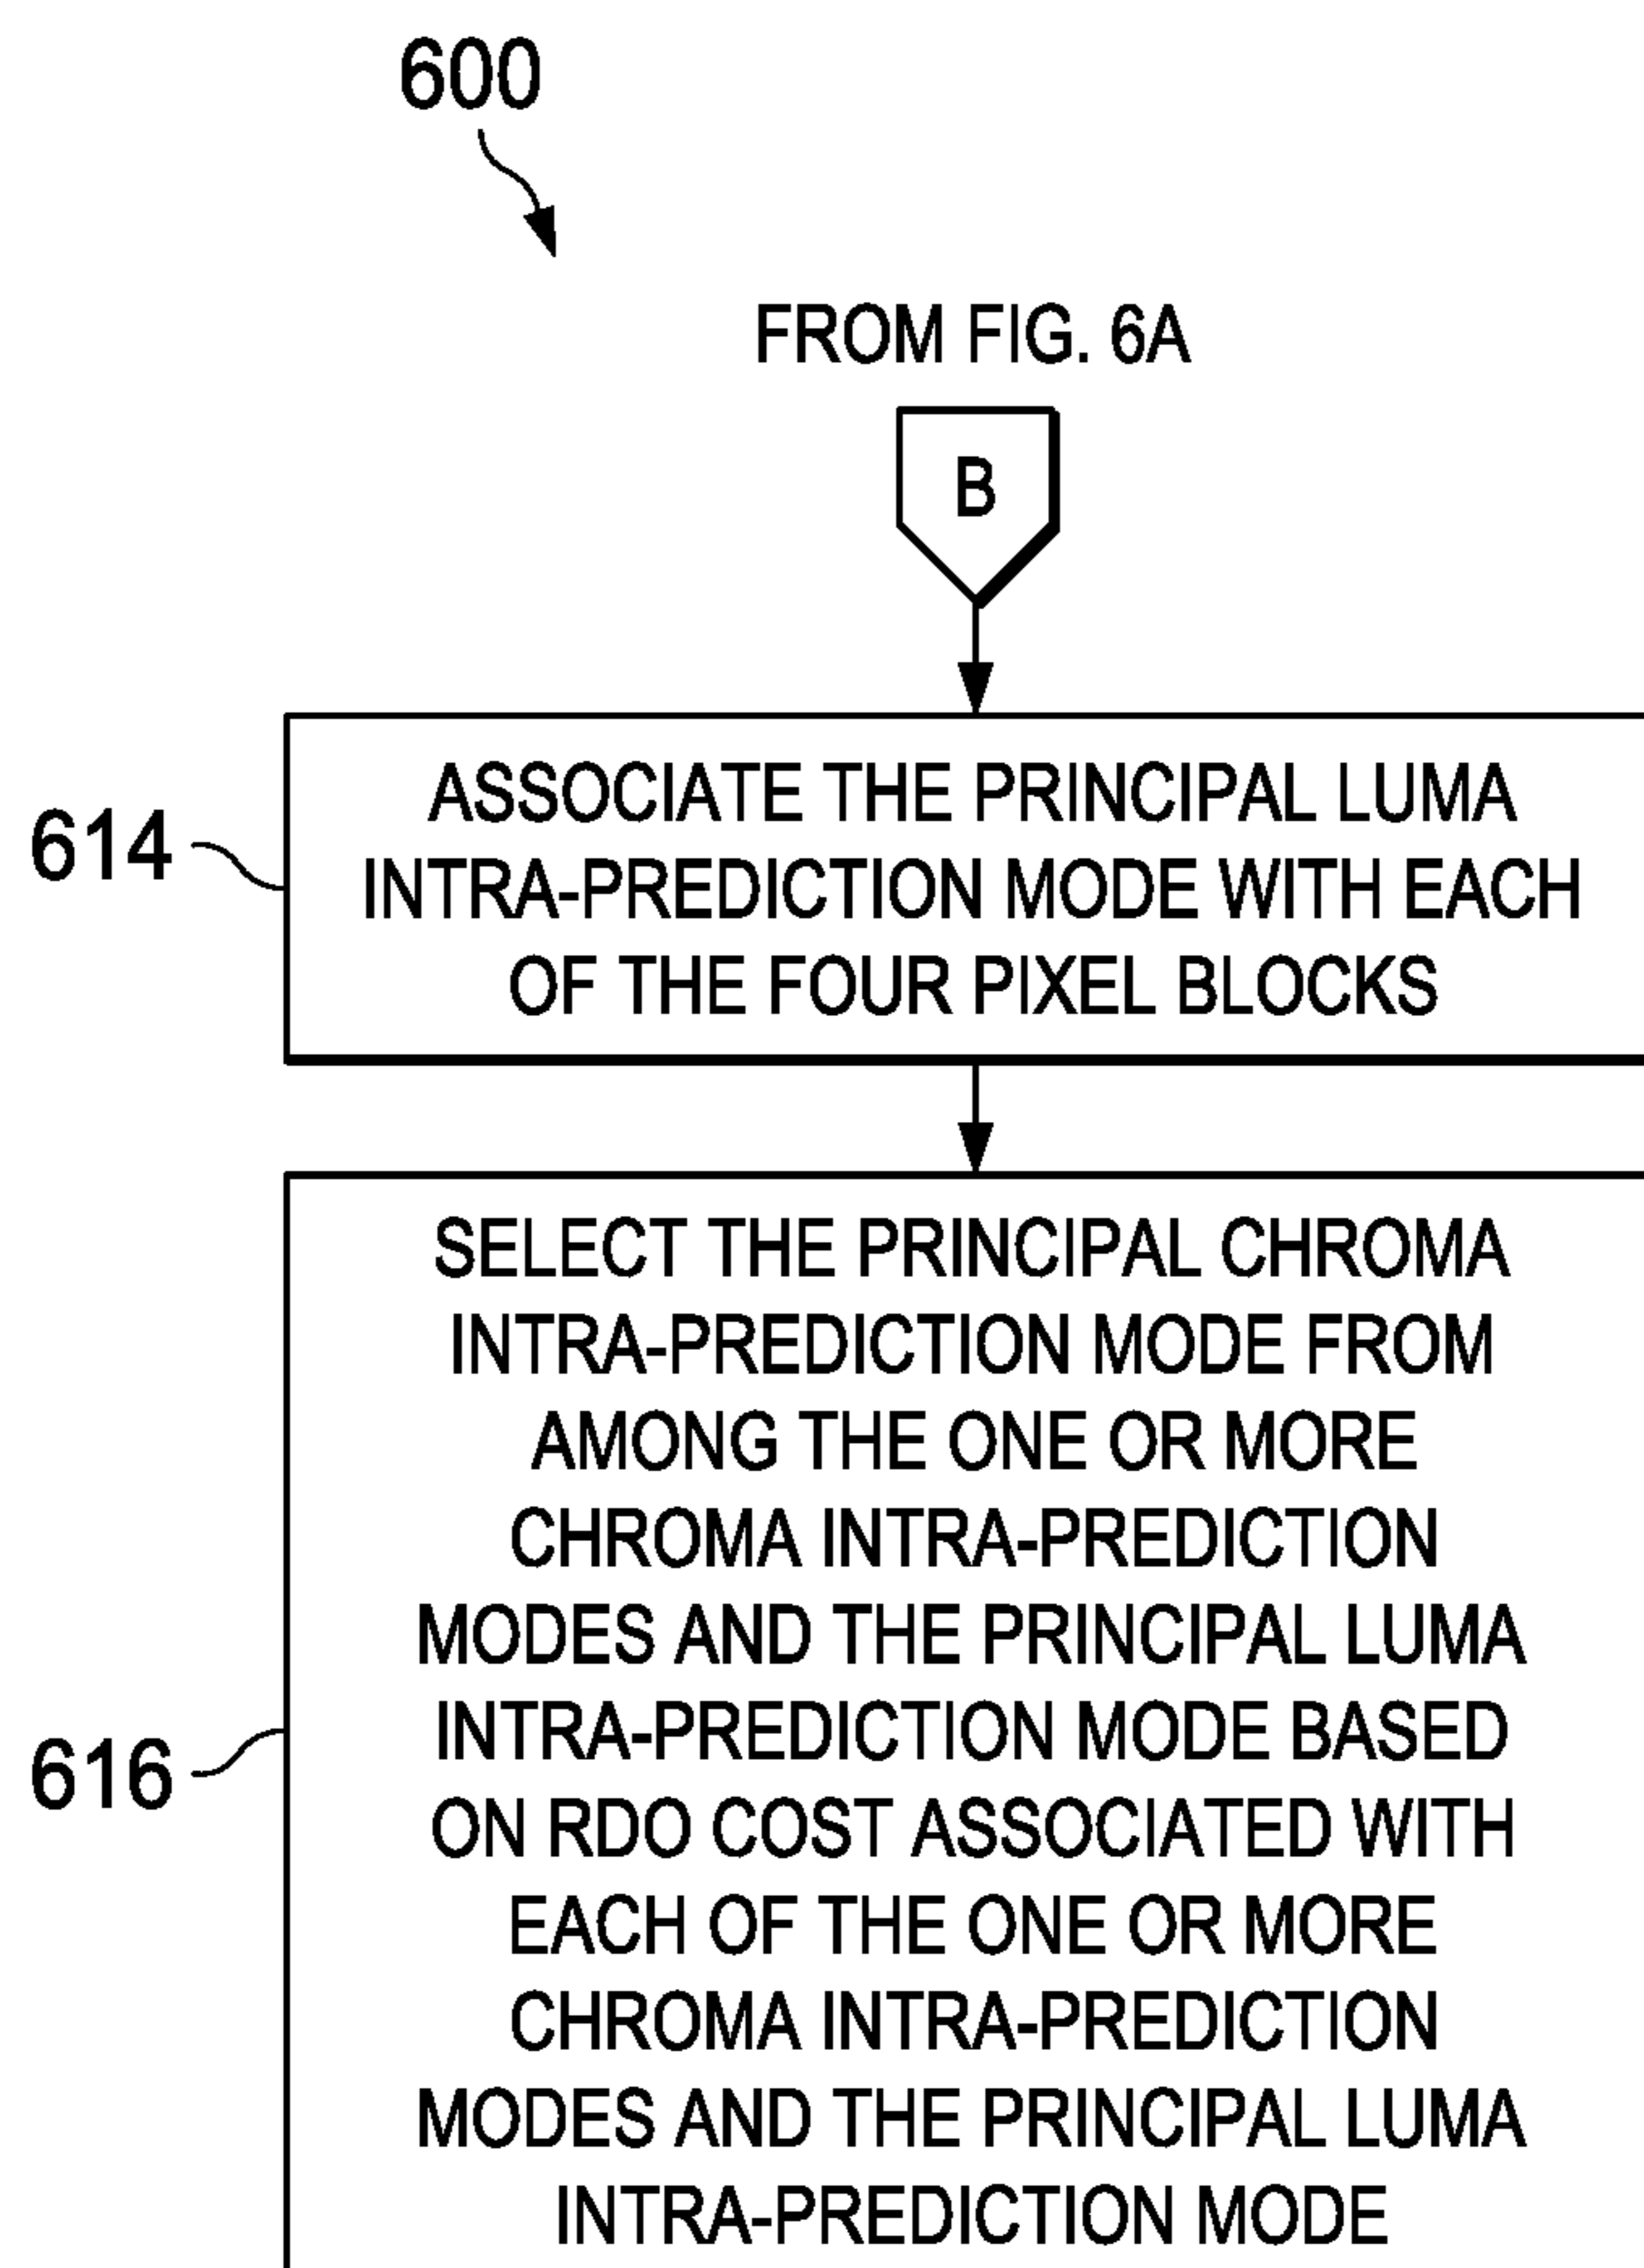 600
FROM FIG. 6A
B
614
ASSOCIATE THE PRINCIPAL LUMA
INTRA-PREDICTION MODE WITH EACH
OF THE FOUR PIXEL BLOCKS
616
SELECT THE PRINCIPAL CHROMA
INTRA-PREDICTION MODE FROM
AMONG THE ONE OR MORE
CHROMA INTRA-PREDICTION
MODES AND THE PRINCIPAL LUMA
INTRA-PREDICTION MODE BASED
ON RDO COST ASSOCIATED WITH
EACH OF THE ONE OR MORE
CHROMA INTRA-PREDICTION
MODES AND THE PRINCIPAL LUMA
INTRA-PREDICTION MODE